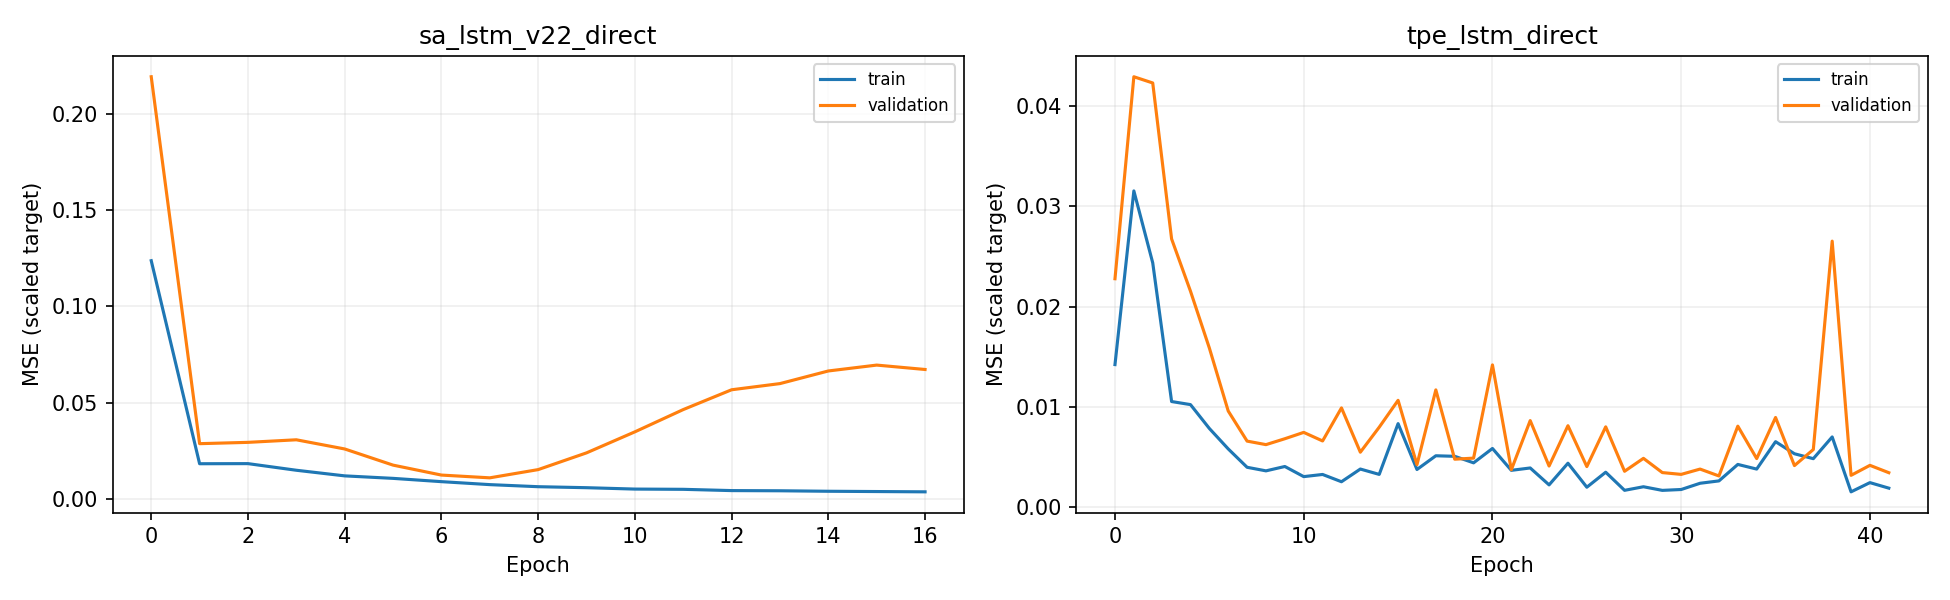 sa_lstm_v22_direct
train
validation
MSE (scaled target)
0.20
0.15
0.10
0.05
0.00
0 2 4 6 8 10 12 14 16
Epoch
tpe_lstm_direct
train
validation
MSE (scaled target)
0.04
0.03
0.02
0.01
0.00
0 10 20 30 40
Epoch